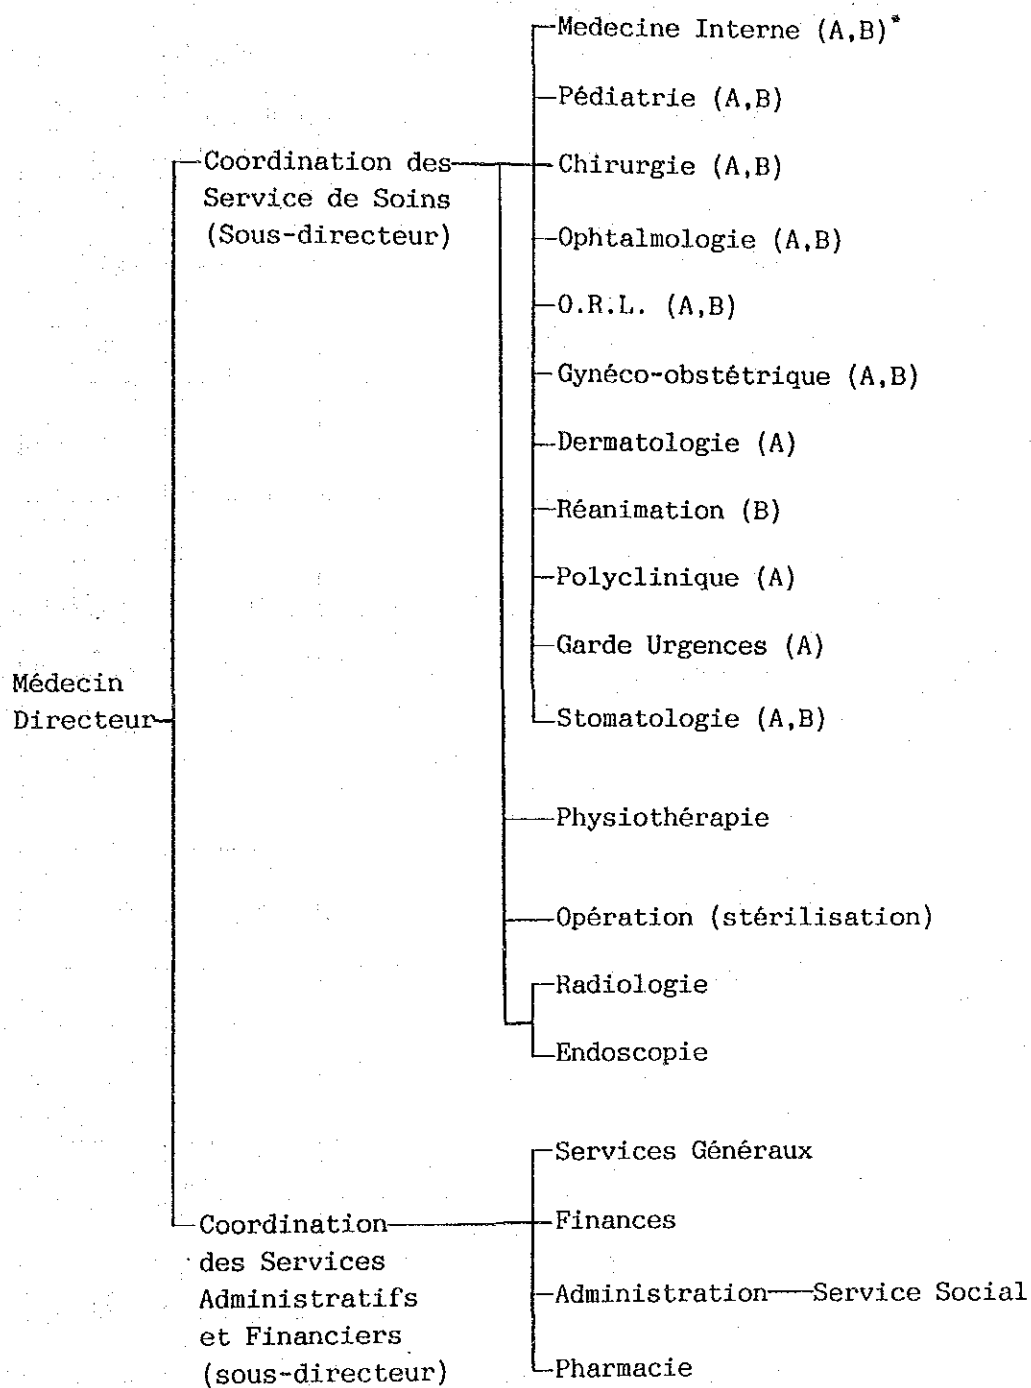 Medecine Interne (A,B)*
Pédiatrie (A,B)
Coordination des
Service de Soins
(Sous-directeur)
Chirurgie (A,B)
Ophtalmologie (A,B)
O.R.L. (A,B)
Gynéco-obstétrique (A,B)
Dermatologie (A)
Réanimation (B)
Polyclinique (A)
Garde Urgences (A)
Médecin
Directeur
Stomatologie (A,B)
Physiothérapie
Opération (stérilisation)
Radiologie
Endoscopie
Services Généraux
Coordination
des Services
Administratifs
et Financiers
(sous-directeur)
Finances
Administration Service Social
Pharmacie